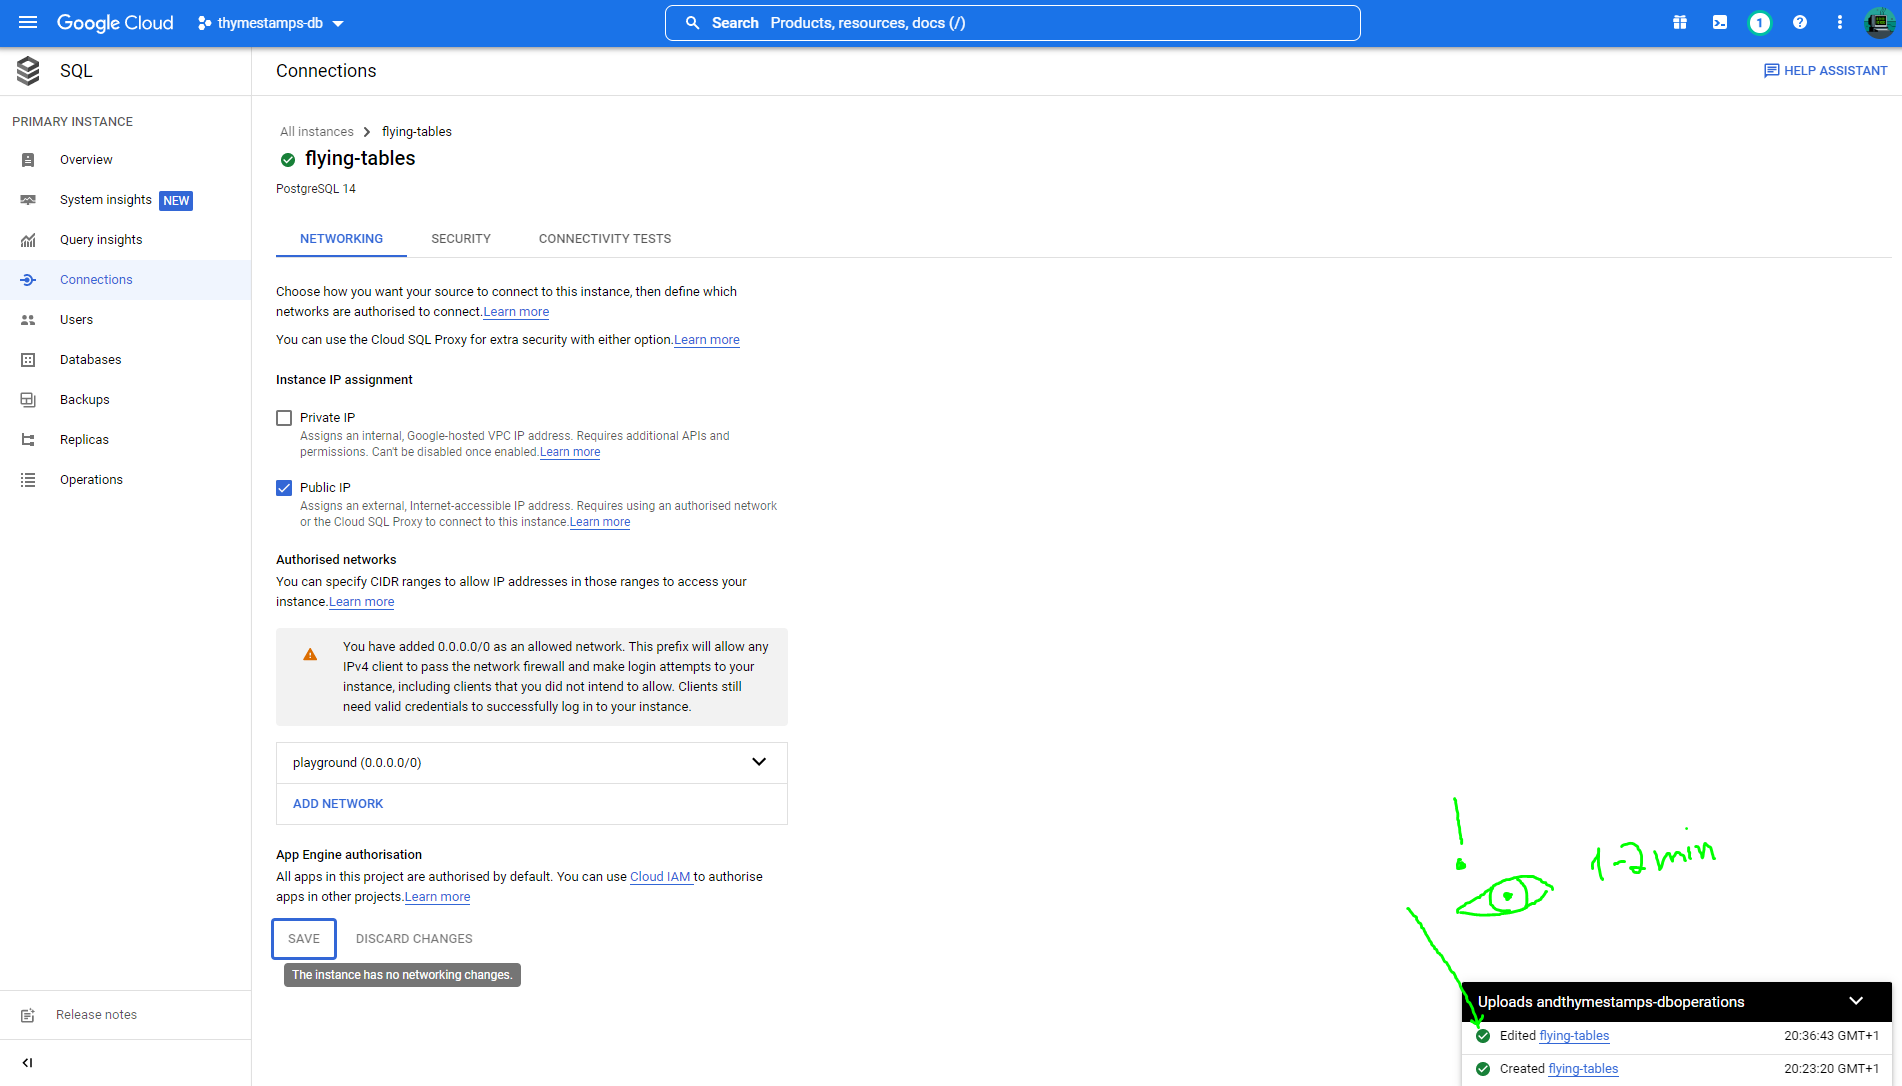 Google Cloud
thymestamps-db
Search Products, resources, docs (/)
1
SQL
Connections
HELP ASSISTANT
PRIMARY INSTANCE
Overview
System insights NEW
Query insights
Connections
Users
Databases
Backups
Replicas
Operations
Release notes
All instances flying-tables
flying-tables
PostgreSQL 14
NETWORKING SECURITY CONNECTIVITY TESTS
Choose how you want your source to connect to this instance, then define which
networks are authorised to connect.Learn more
You can use the Cloud SQL Proxy for extra security with either option.Learn more
Instance IP assignment
Private IP
Assigns an internal, Google-hosted VPC IP address. Requires additional APIs and
permissions. Can't be disabled once enabled.Learn more
Public IP
Assigns an external, Internet-accessible IP address. Requires using an authorised network
or the Cloud SQL Proxy to connect to this instance.Learn more
Authorised networks
You can specify CIDR ranges to allow IP addresses in those ranges to access your
instance.Learn more
You have added 0.0.0.0/0 as an allowed network. This prefix will allow any
IPv4 client to pass the network firewall and make login attempts to your
instance, including clients that you did not intend to allow. Clients still
need valid credentials to successfully log in to your instance.
playground (0.0.0.0/0)
ADD NETWORK
App Engine authorisation
All apps in this project are authorised by default. You can use Cloud IAM to authorise
apps in other projects.Learn more
SAVE DISCARD CHANGES
The instance has no networking changes.
!
1-2 min
Uploads andthymestamps-dboperations
Edited flying-tables 20:36:43 GMT+1
Created flying-tables 20:23:20 GMT+1